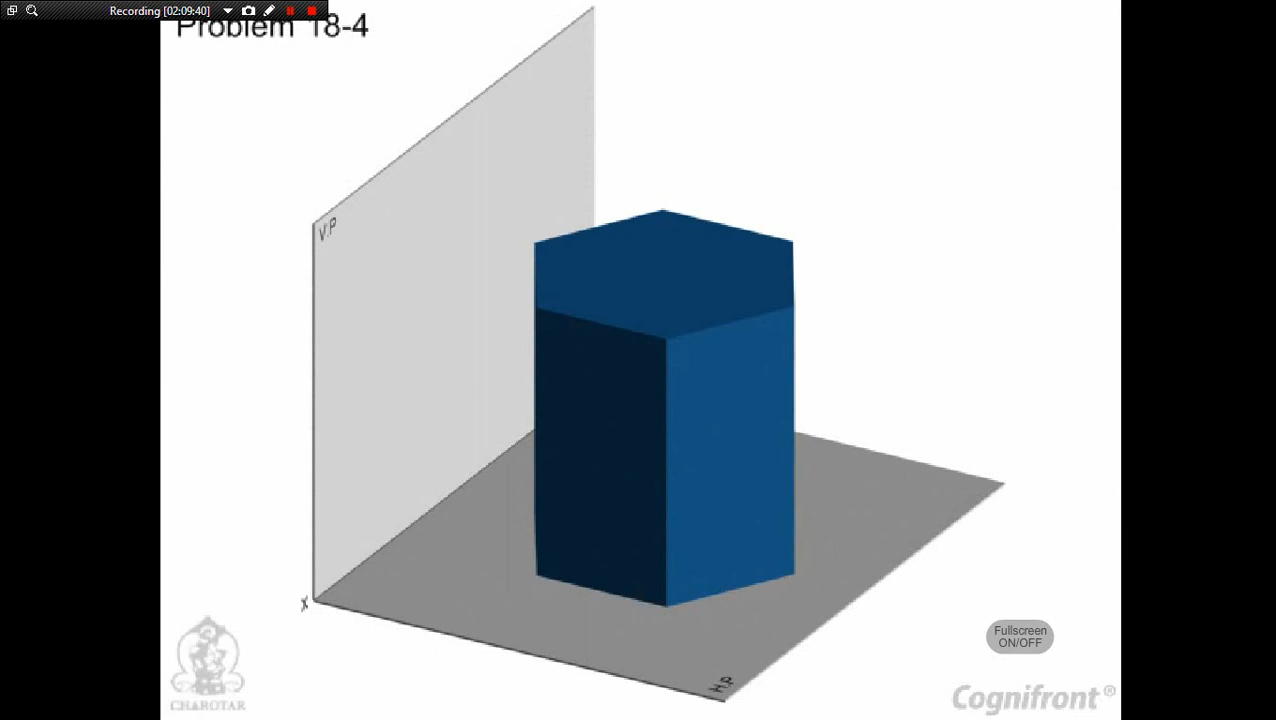 Recording [02:09:40]
Problem 18-4
V.P
X
H.P
Fullscreen
ON/OFF
CHAROTAR
Cognifront®